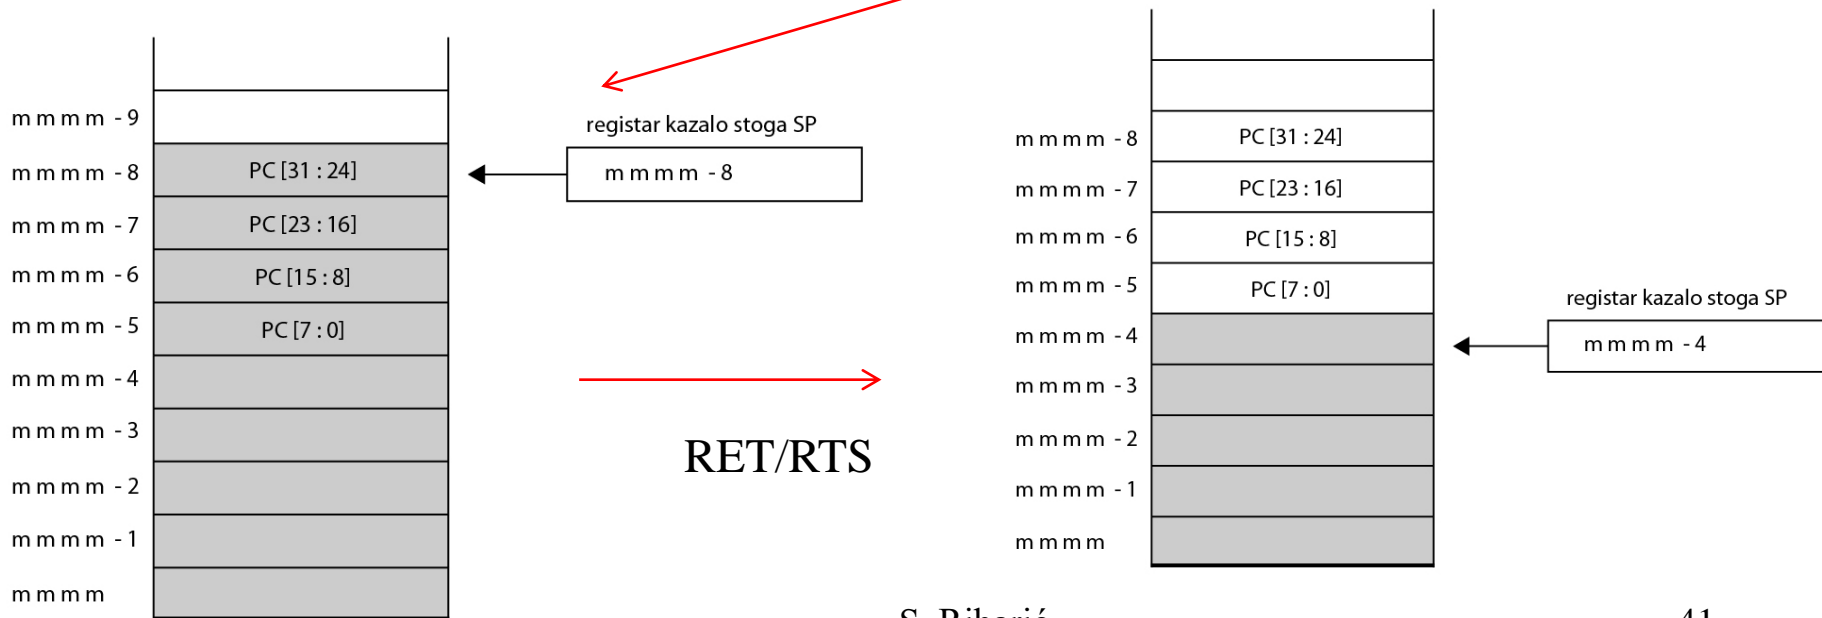 m m m m - 9
registar kazalo stoga SP
m m m m - 8
PC [31 : 24]
m m m m - 8
m m m m - 7
PC [23 : 16]
m m m m - 6
PC [15 : 8]
m m m m - 5
PC [7 : 0]
m m m m - 4
m m m m - 3
m m m m - 2
m m m m - 1
m m m m
RET/RTS
m m m m - 8
PC [31 : 24]
m m m m - 7
PC [23 : 16]
m m m m - 6
PC [15 : 8]
m m m m - 5
PC [7 : 0]
registar kazalo stoga SP
m m m m - 4
m m m m - 4
m m m m - 3
m m m m - 2
m m m m - 1
m m m m
S. Ribarić
41